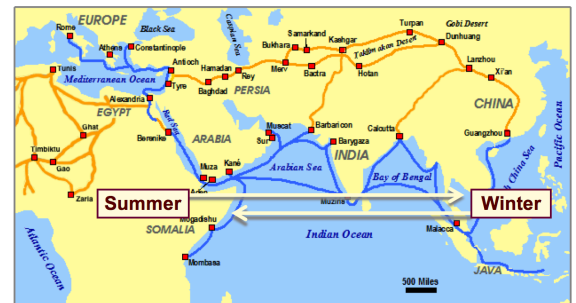 EUROPE
Rome
Black Sea
Caspian Sea
Athens
Constantinople
Samarkand
Kashgar
Turpan
Gobi Desert
Dunhuang
Bukhara
Taklimakan Desert
Antioch
Hamadan
Rey
Merv
Bactra
Hotan
Lanzhou
Xi'an
Tunis
Mediterranean Ocean
Tyre
Baghdad
PERSIA
Alexandria
EGYPT
Red Sea
ARABIA
Muscat
Sur
Barbaricon
CHINA
Ghat
Berenike
Calcutta
Guangzhou
Pacific Ocean
INDIA
Barygaza
Timbiktu
Gao
Muza
Kané
Arabian Sea
Bay of Bengal
China Sea
Zaria
Summer
Muziris
Winter
Mogadishu
SOMALIA
Indian Ocean
Malacca
Atlantic Ocean
Mombasa
500 Miles
JAVA